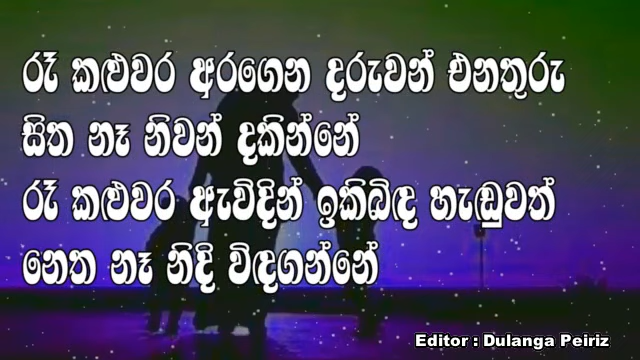 රෑ කළුවර අරගෙන දරුවන් එනතුරු
සිත නෑ නිවන් දකින්නේ
රෑ කළුවර ඇවිදින් ඉකිබිඳ හැඬුවත්
නෙත නෑ නිදි විඳගන්නේ
Editor : Dulanga Peiriz